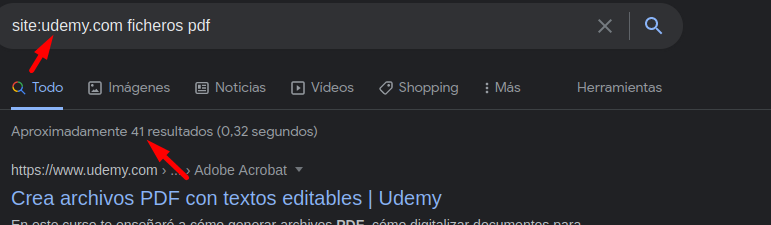 site:udemy.com ficheros pdf
Todo Imágenes Noticias Vídeos Shopping Más Herramientas
Aproximadamente 41 resultados (0,32 segundos)
https://www.udemy.com › ... › Adobe Acrobat
Crea archivos PDF con textos editables | Udemy
En este curso te enseñaré a cómo generar archivos PDF, cómo digitalizar documentos para